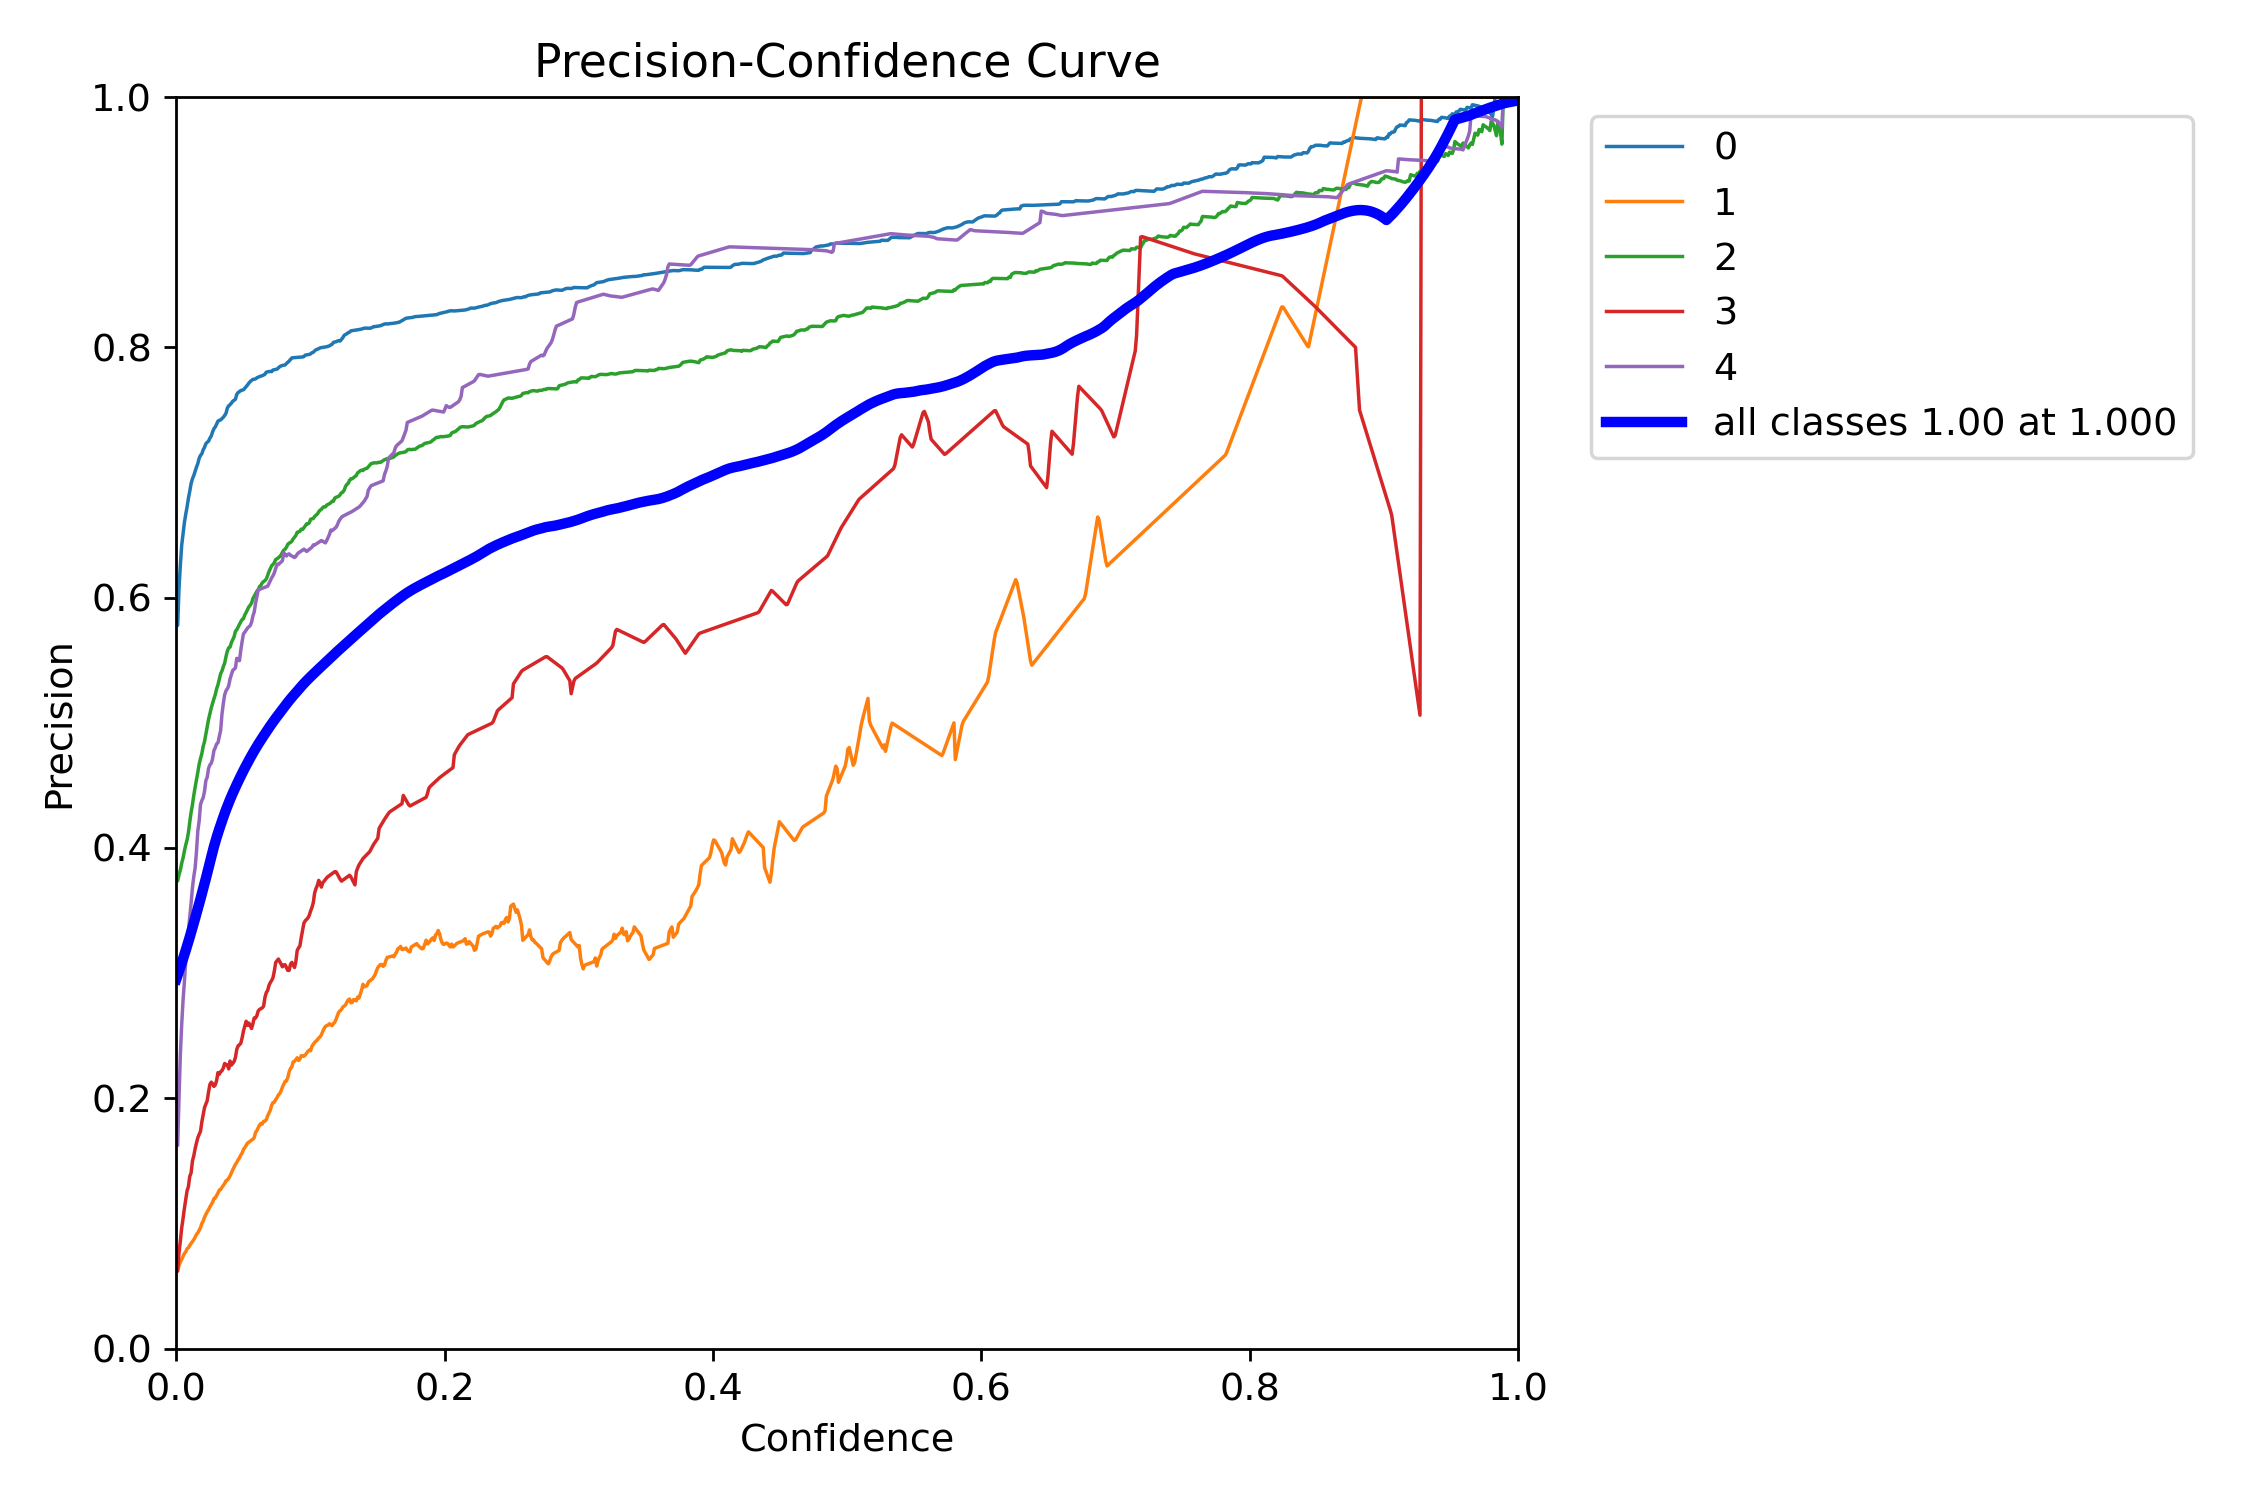 Precision-Confidence Curve
1.0
0.8
0.6
0.4
0.2
0.0
Precision
0.0 0.2 0.4 0.6 0.8 1.0
Confidence
0
1
2
3
4
all classes 1.00 at 1.000